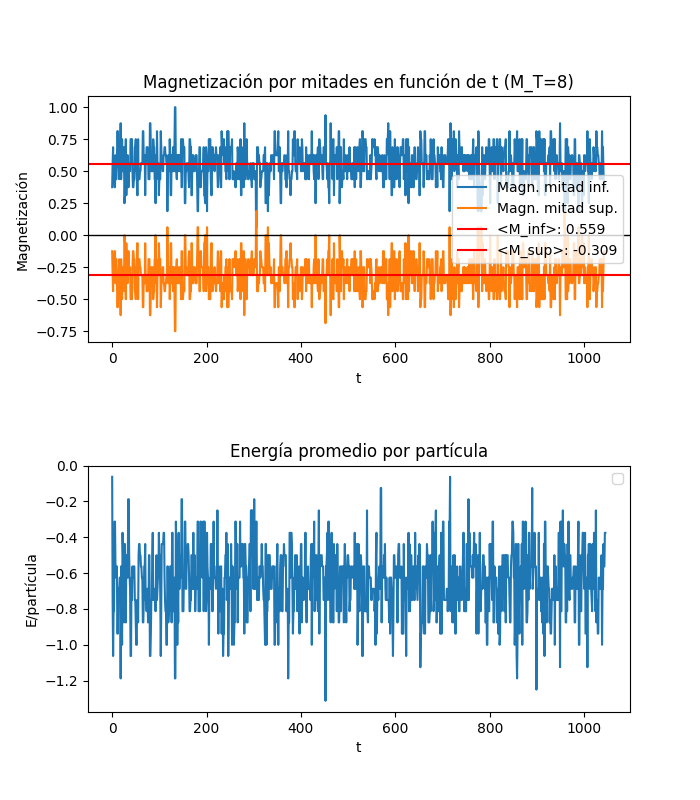 Magnetización por mitades en función de t (M_T=8)
1.00
0.75
0.50
0.25
0.00
−0.25
−0.50
−0.75
Magnetización
Magn. mitad inf.
Magn. mitad sup.
<M_inf>: 0.559
<M_sup>: -0.309
0 200 400 600 800 1000
t
Energía promedio por partícula
0.0
−0.2
−0.4
−0.6
−0.8
−1.0
−1.2
E/partícula
0 200 400 600 800 1000
t